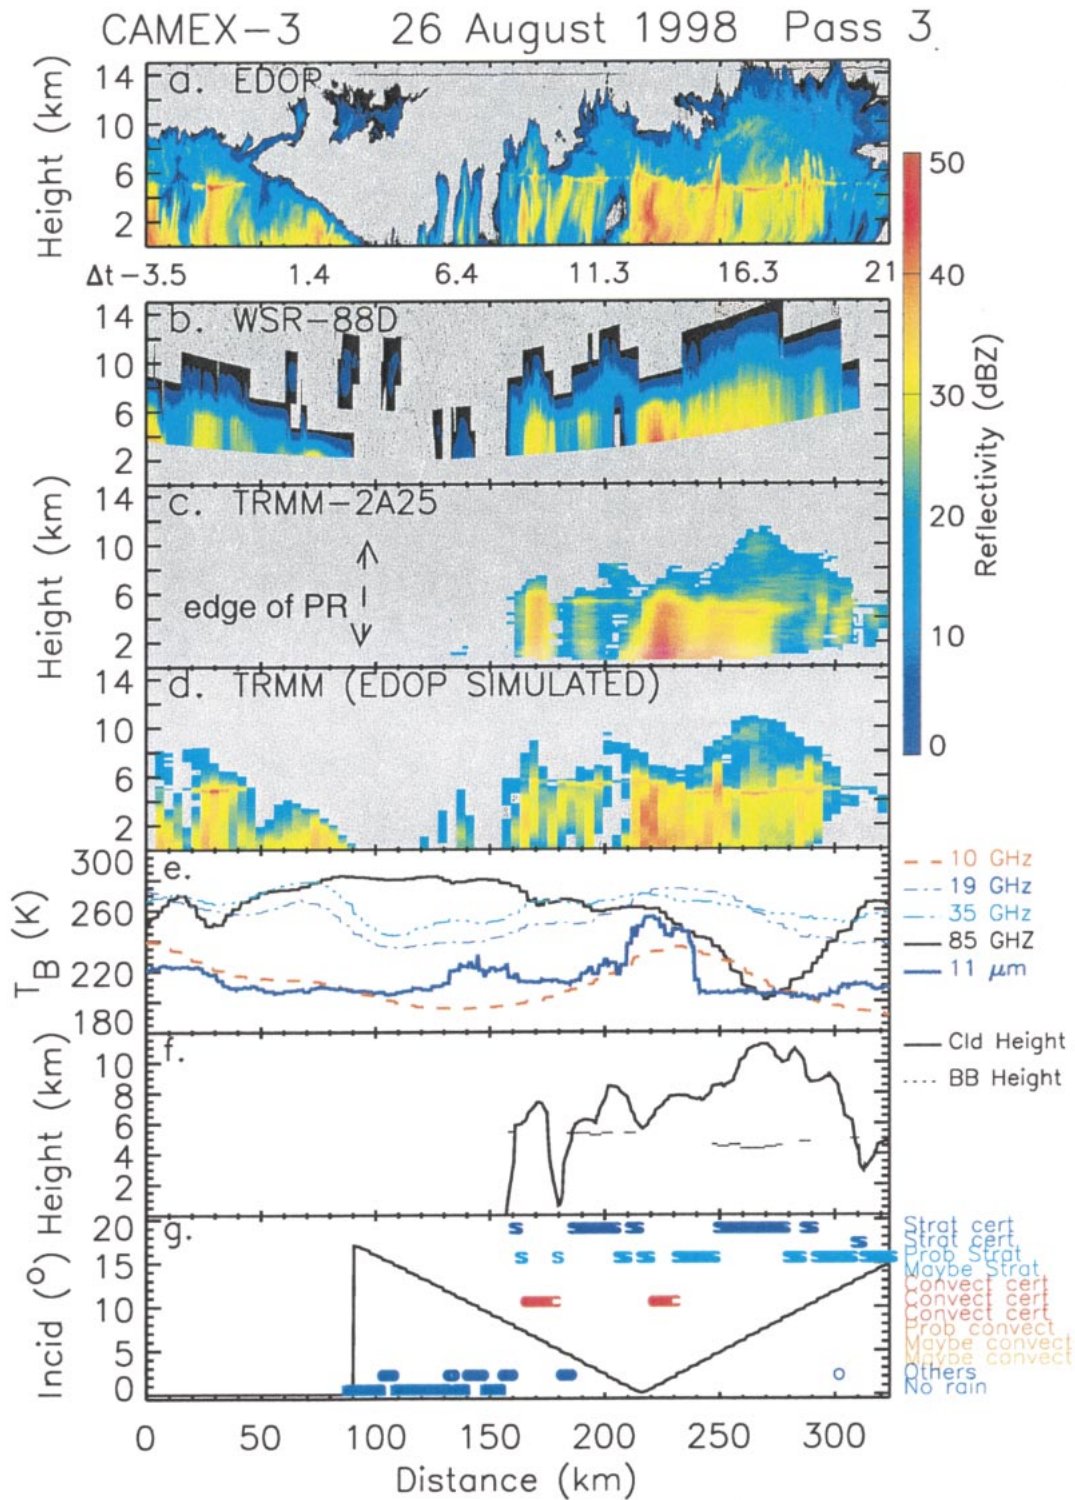 CAMEX-3 26 August 1998 Pass 3
a. EDOP
Height (km)
14
10
6
2
Δt -3.5 1.4 6.4 11.3 16.3 21
b. WSR-88D
14
10
6
2
c. TRMM-2A25
edge of PR
Height (km)
14
10
6
2
d. TRMM (EDOP SIMULATED)
14
10
6
2
50
40
30
20
10
0
Reflectivity (dBZ)
e.
T_B (K)
300
260
220
180
10 GHz
19 GHz
35 GHz
85 GHZ
11 μm
f.
Height (km)
10
8
6
4
2
Cld Height
BB Height
g.
Incid (°)
20
15
10
5
0
Strat cert
Strat cert
Prob Strat
Maybe Strat
Convect cert
Convect cert
Convect cert
Prob convect
Maybe convect
Maybe convect
Others
No rain
0 50 100 150 200 250 300
Distance (km)